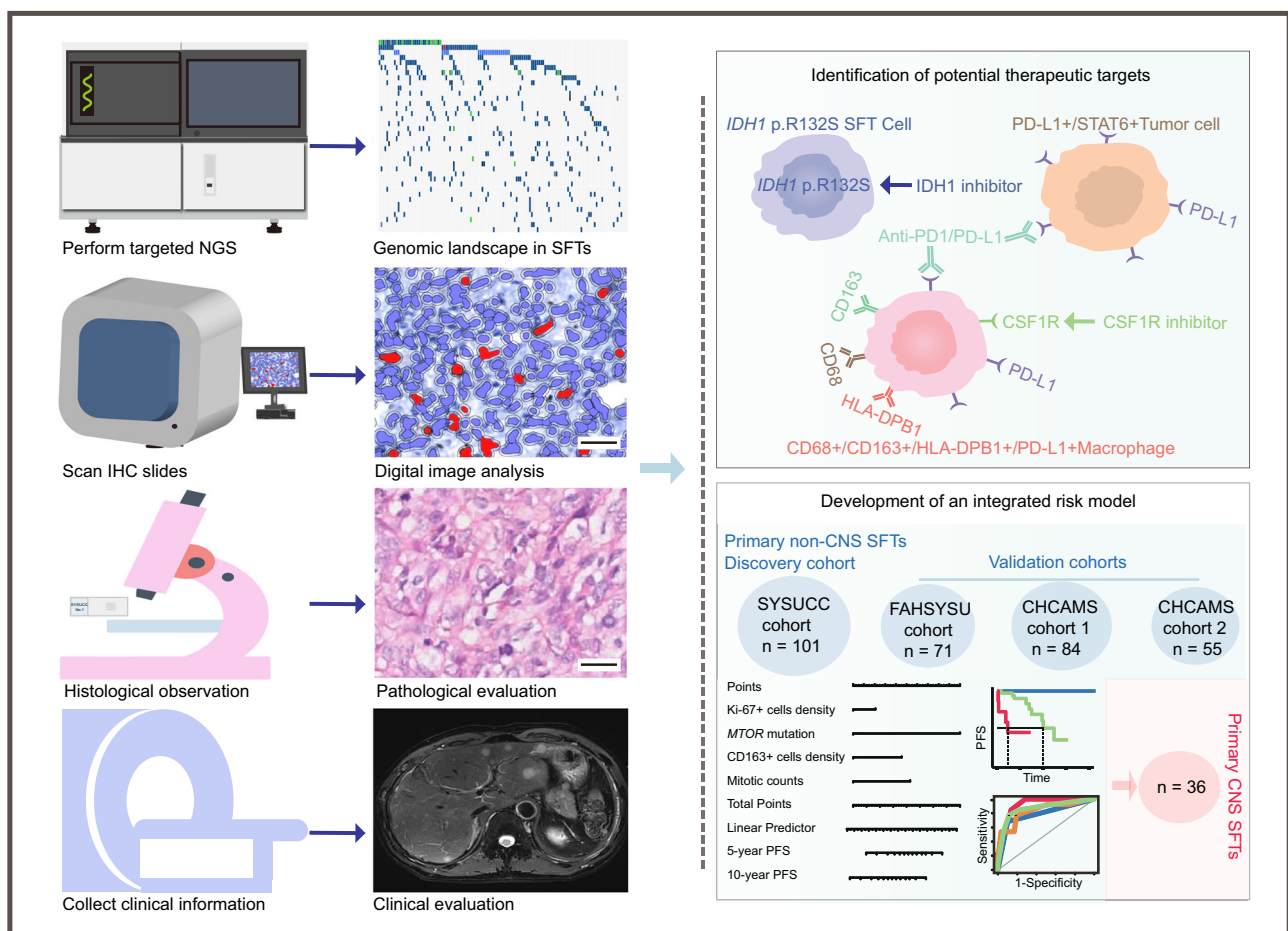 Perform targeted NGS
Genomic landscape in SFTs
Scan IHC slides
Digital image analysis
SYSUCC
No.1
Histological observation
Pathological evaluation
Collect clinical information
Clinical evaluation
Identification of potential therapeutic targets
IDH1 p.R132S SFT Cell
PD-L1+/STAT6+Tumor cell
IDH1 p.R132S
IDH1 inhibitor
PD-L1
Anti-PD1/PD-L1
CD163
CSF1R
CSF1R inhibitor
CD68
PD-L1
HLA-DPB1
CD68+/CD163+/HLA-DPB1+/PD-L1+Macrophage
Development of an integrated risk model
Primary non-CNS SFTs
Discovery cohort
Validation cohorts
SYSUCC
cohort
n = 101
FAHSYSU
cohort
n = 71
CHCAMS
cohort 1
n = 84
CHCAMS
cohort 2
n = 55
Points
Ki-67+ cells density
MTOR mutation
CD163+ cells density
Mitotic counts
Total Points
Linear Predictor
5-year PFS
10-year PFS
PFS
Time
Sensitivity
1-Specificity
n = 36
Primary CNS SFTs